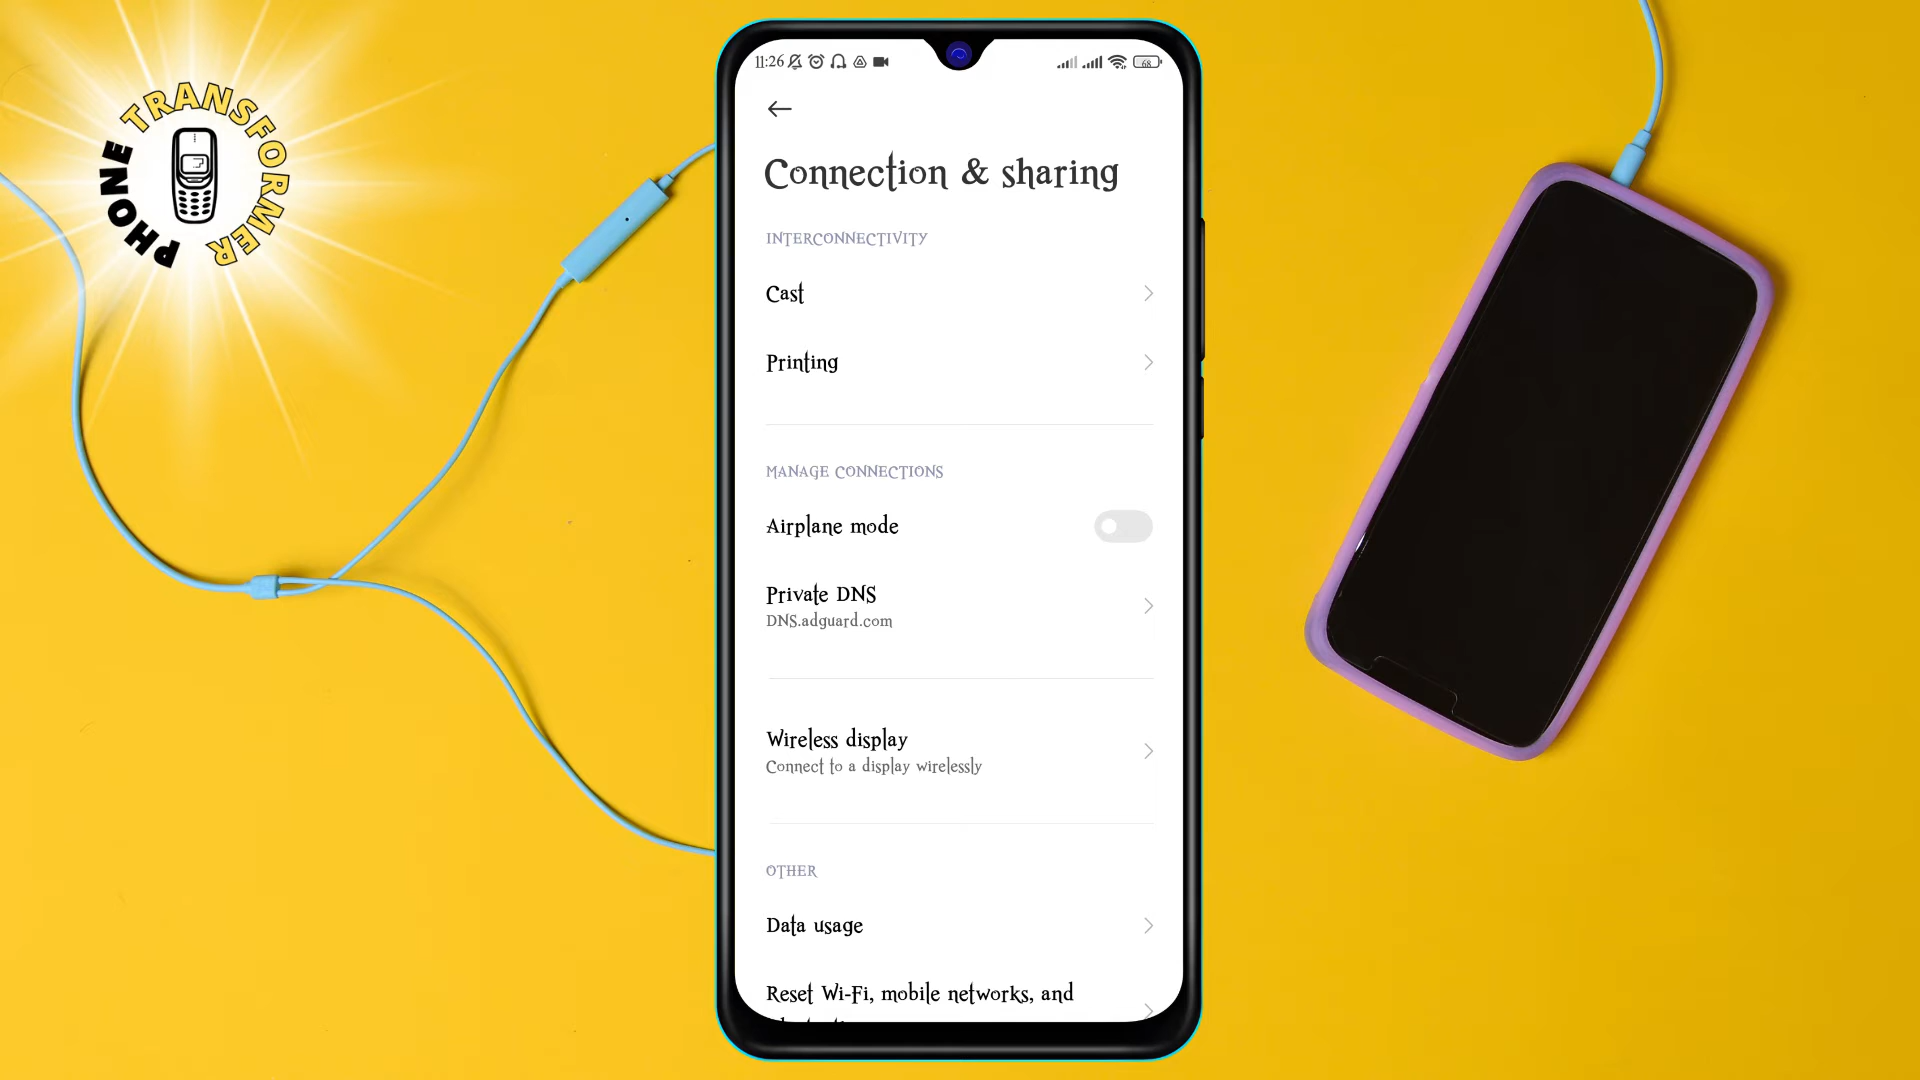 PHONE TRANSFORMER
11:26
68
Connection & sharing
INTERCONNECTIVITY
Cast
Printing
MANAGE CONNECTIONS
Airplane mode
Private DNS
DNS.adguard.com
Wireless display
Connect to a display wirelessly
OTHER
Data usage
Reset Wi-Fi, mobile networks, and